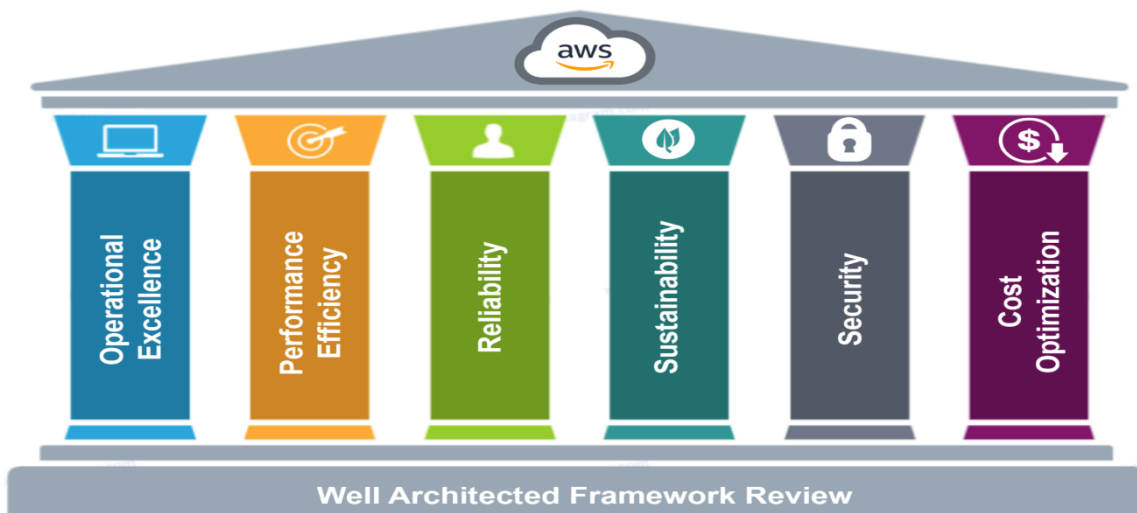 aws
Operational
Excellence
Performance
Efficiency
Reliability
Sustainability
Security
$
Cost
Optimization
Well Architected Framework Review